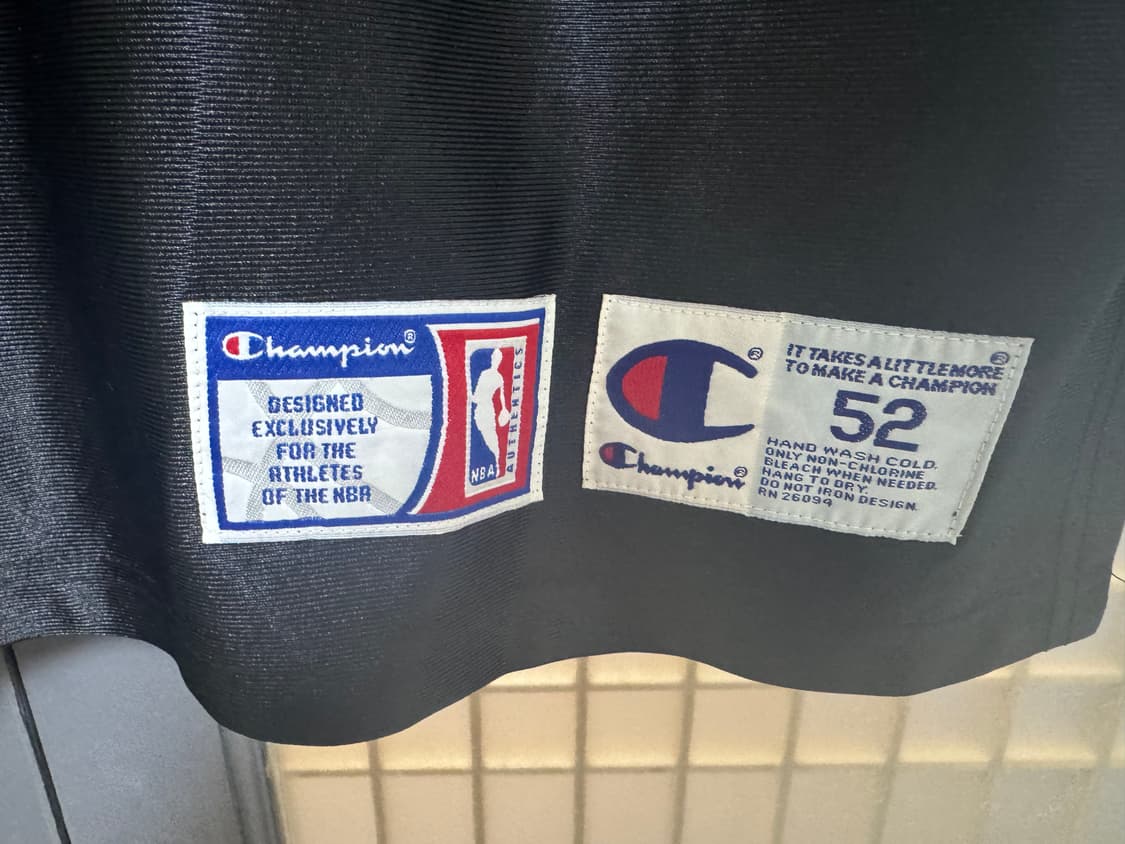 Champion®
DESIGNED
EXCLUSIVELY
FOR THE
ATHLETES
OF THE NBA
NBA
AUTHENTICS
®
Champion®
IT TAKES A LITTLE MORE®
TO MAKE A CHAMPION
52
HAND WASH COLD.
ONLY NON-CHLORINE
BLEACH WHEN NEEDED.
HANG TO DRY.
DO NOT IRON DESIGN.
RN 26094